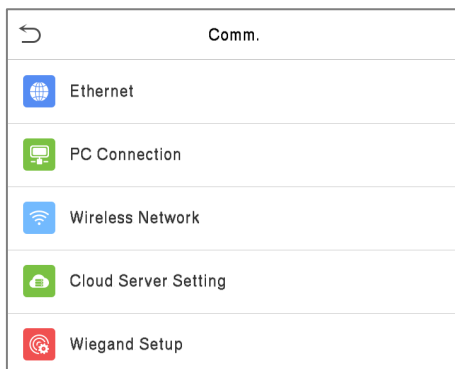 Comm.
Ethernet
PC Connection
Wireless Network
Cloud Server Setting
Wiegand Setup